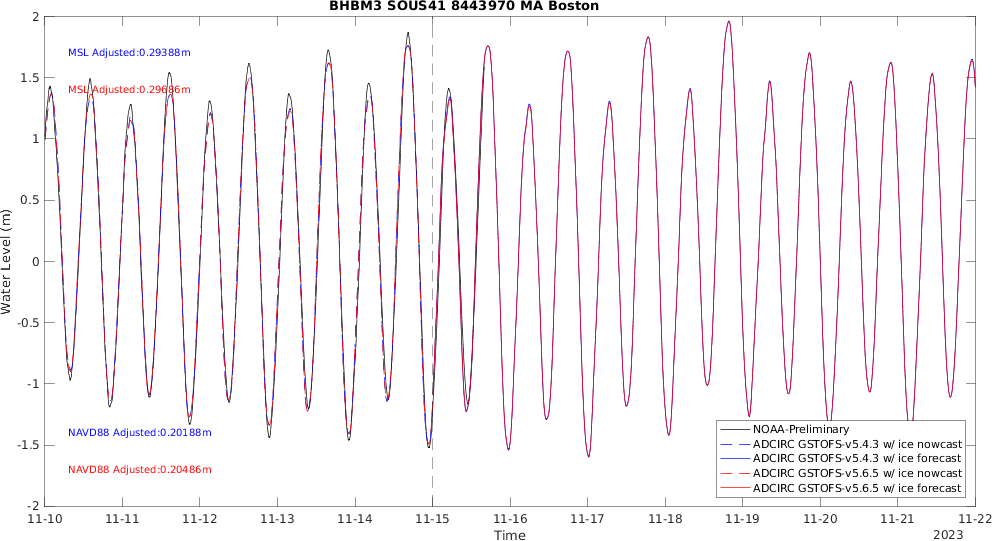 BHBM3 SOUS41 8443970 MA Boston
MSL Adjusted:0.29388m
MSL Adjusted:0.29686m
NAVD88 Adjusted:0.20188m
NAVD88 Adjusted:0.20486m
Water Level (m)
2
1.5
1
0.5
0
-0.5
-1
-1.5
-2
NOAA-Preliminary
ADCIRC GSTOFS-v5.4.3 w/ ice nowcast
ADCIRC GSTOFS-v5.4.3 w/ ice forecast
ADCIRC GSTOFS-v5.6.5 w/ ice nowcast
ADCIRC GSTOFS-v5.6.5 w/ ice forecast
11-10 11-11 11-12 11-13 11-14 11-15 11-16 11-17 11-18 11-19 11-20 11-21 11-22
Time
2023